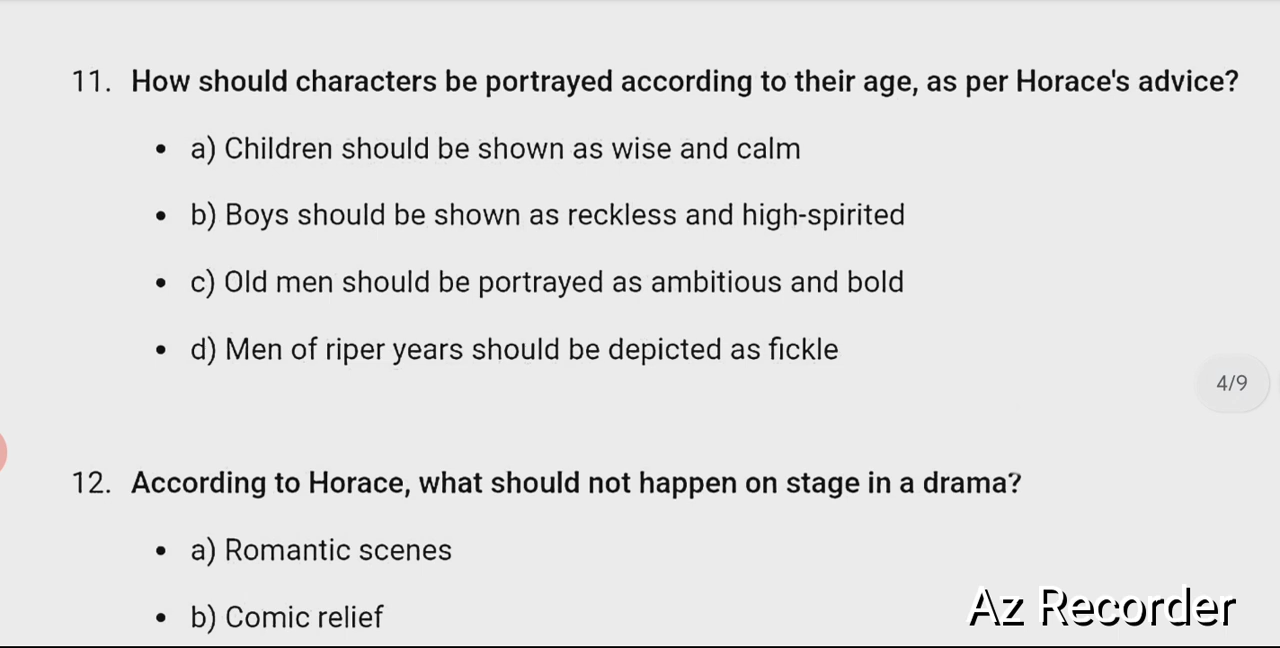 11. How should characters be portrayed according to their age, as per Horace's advice?
• a) Children should be shown as wise and calm
• b) Boys should be shown as reckless and high-spirited
• c) Old men should be portrayed as ambitious and bold
• d) Men of riper years should be depicted as fickle
4/9
12. According to Horace, what should not happen on stage in a drama?
• a) Romantic scenes
• b) Comic relief
Az Recorder